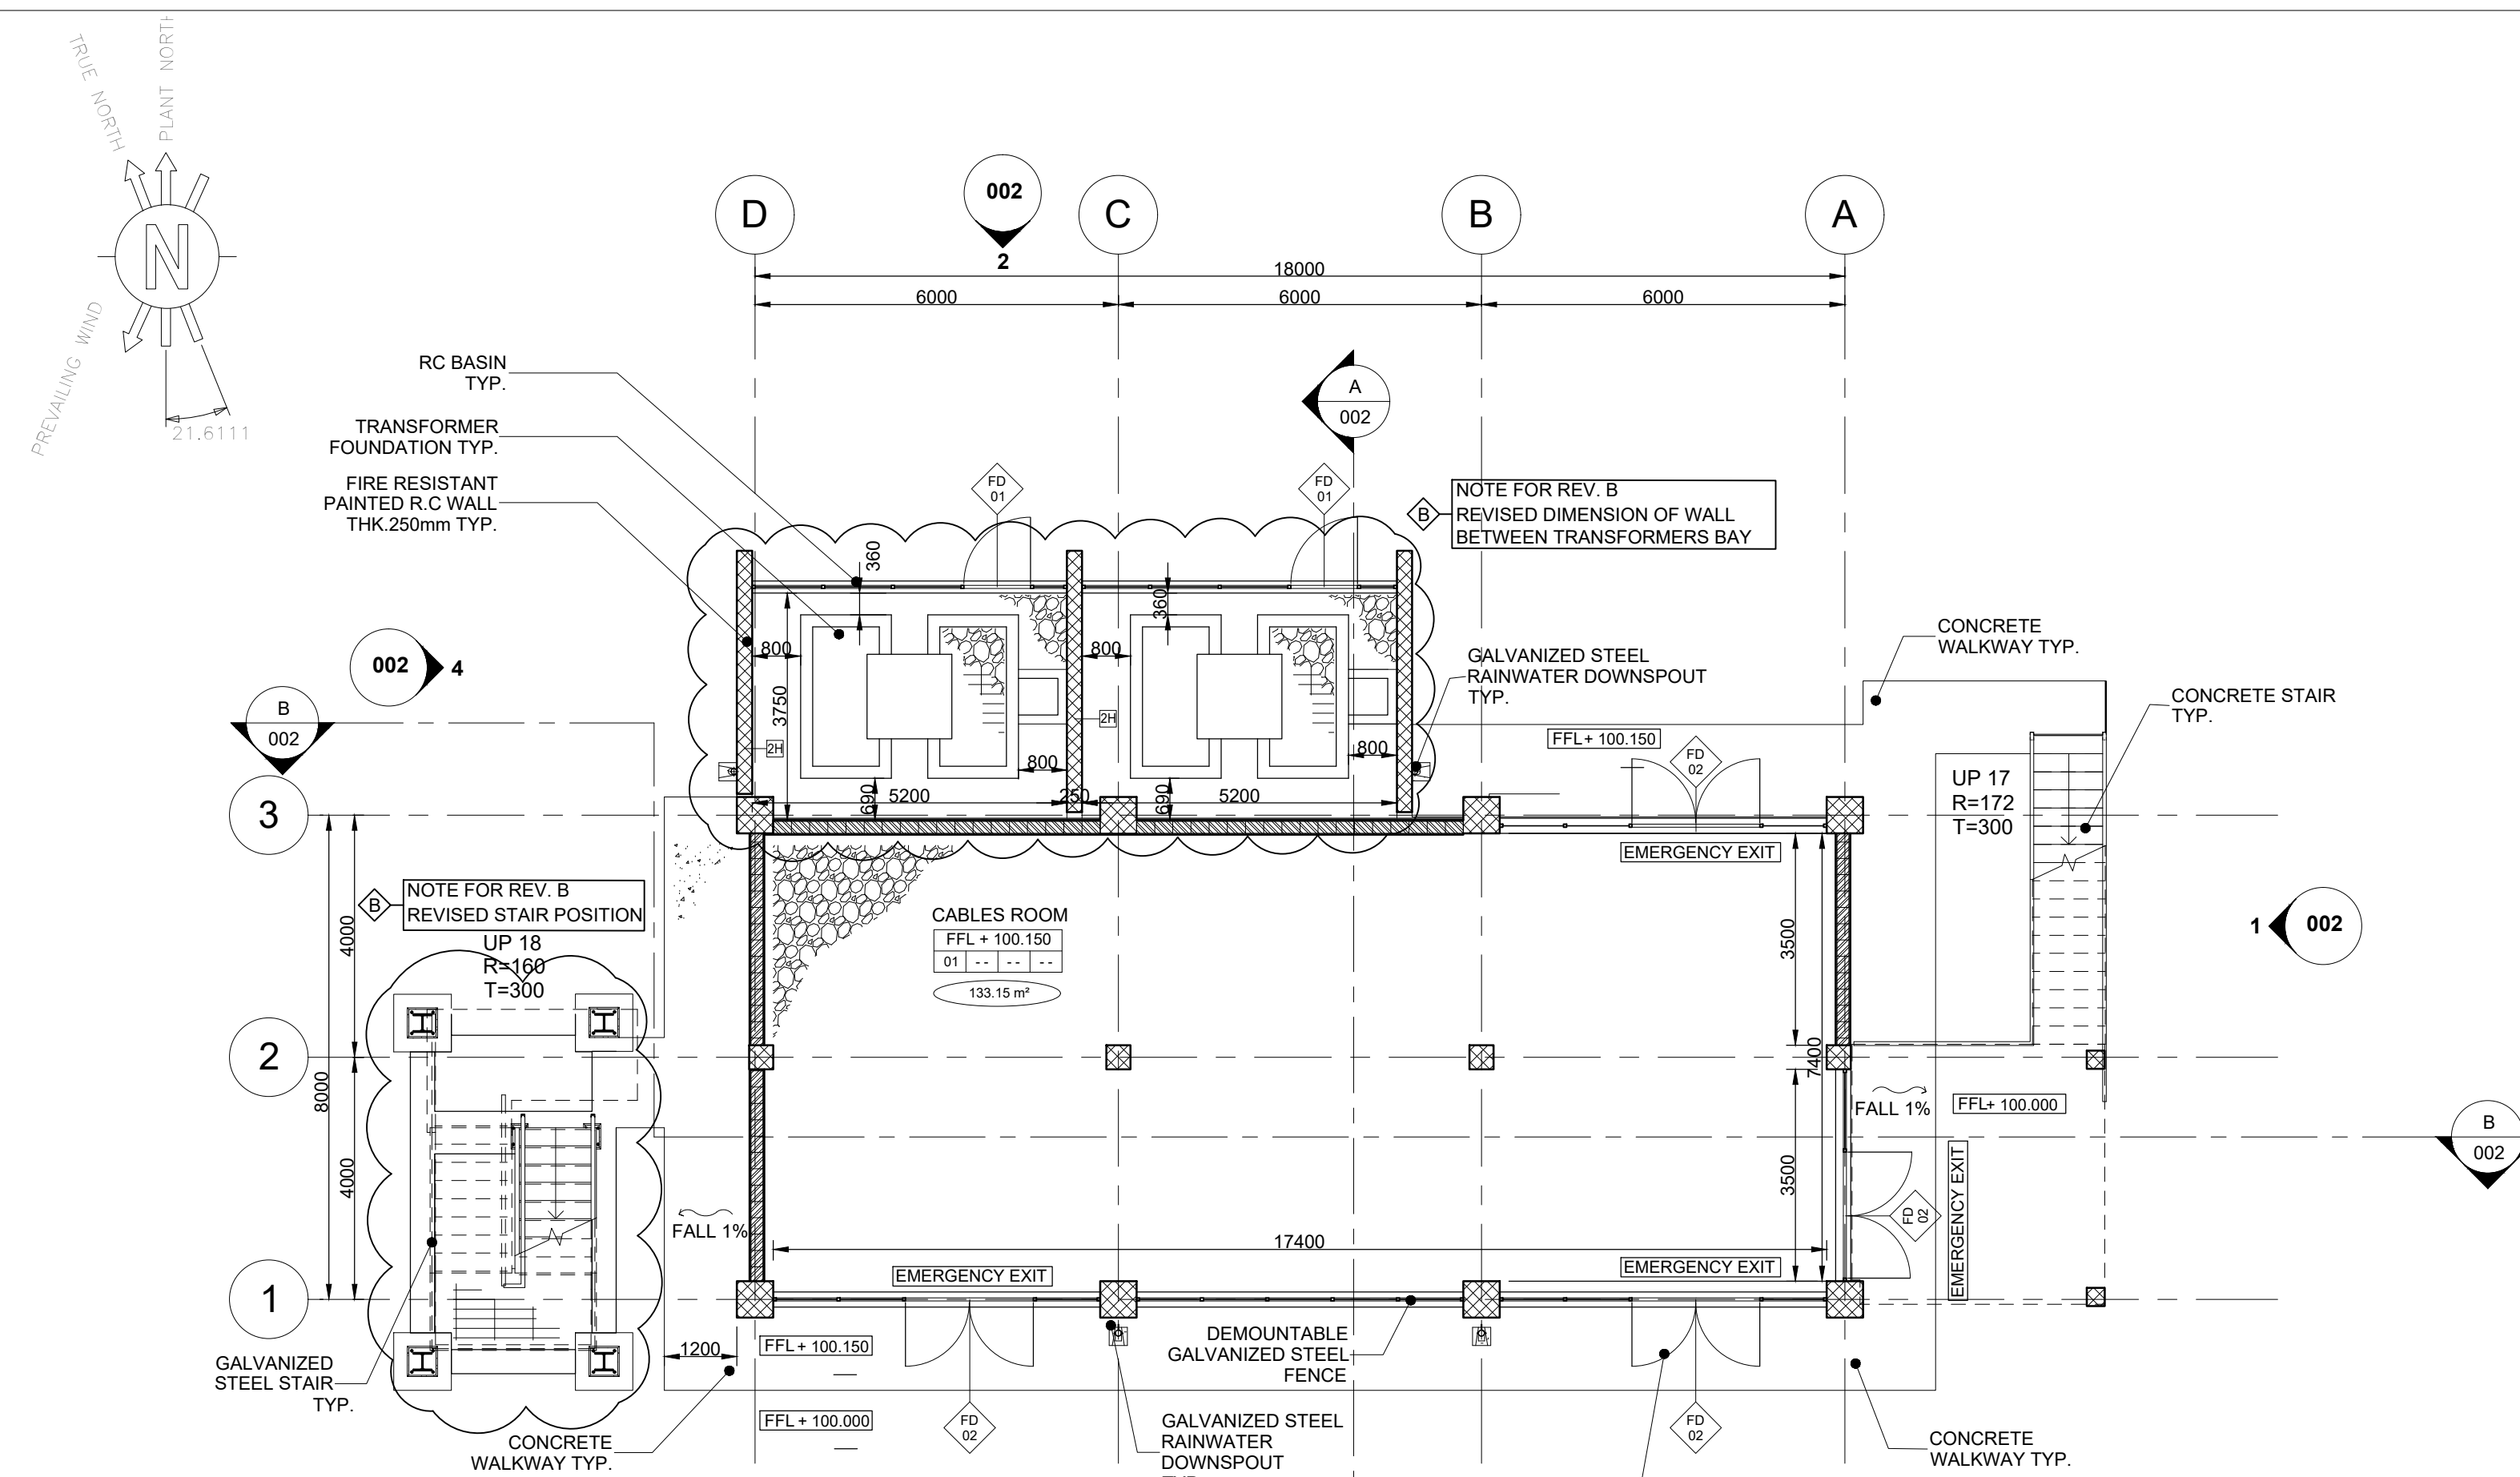 TRUE NORTH
PLANT NORTH
N
PREVAILING WIND
21.6111
D
002
2
C
B
A
18000
6000
6000
6000
RC BASIN
TYP.
TRANSFORMER
FOUNDATION TYP.
FIRE RESISTANT
PAINTED R.C WALL
THK.250mm TYP.
A
002
FD
01
FD
01
B
NOTE FOR REV. B
REVISED DIMENSION OF WALL
BETWEEN TRANSFORMERS BAY
360
360
800
800
3750
2H
2H
800
800
690
5200
250
690
5200
002
4
B
002
GALVANIZED STEEL
RAINWATER DOWNSPOUT
TYP.
CONCRETE
WALKWAY TYP.
CONCRETE STAIR
TYP.
FFL + 100.150
FD
02
UP 17
R=172
T=300
3
EMERGENCY EXIT
B
NOTE FOR REV. B
REVISED STAIR POSITION
UP 18
R=160
T=300
4000
8000
4000
CABLES ROOM
FFL + 100.150
01 -- -- --
133.15 m²
3500
7400
3500
1
002
2
FALL 1%
FFL+ 100.000
B
002
EMERGENCY EXIT
FD
02
FALL 1%
17400
EMERGENCY EXIT
EMERGENCY EXIT
1
1200
FFL + 100.150
FFL + 100.000
GALVANIZED
STEEL STAIR
TYP.
DEMOUNTABLE
GALVANIZED STEEL
FENCE
FD
02
FD
02
CONCRETE
WALKWAY TYP.
GALVANIZED STEEL
RAINWATER
DOWNSPOUT
CONCRETE
WALKWAY TYP.